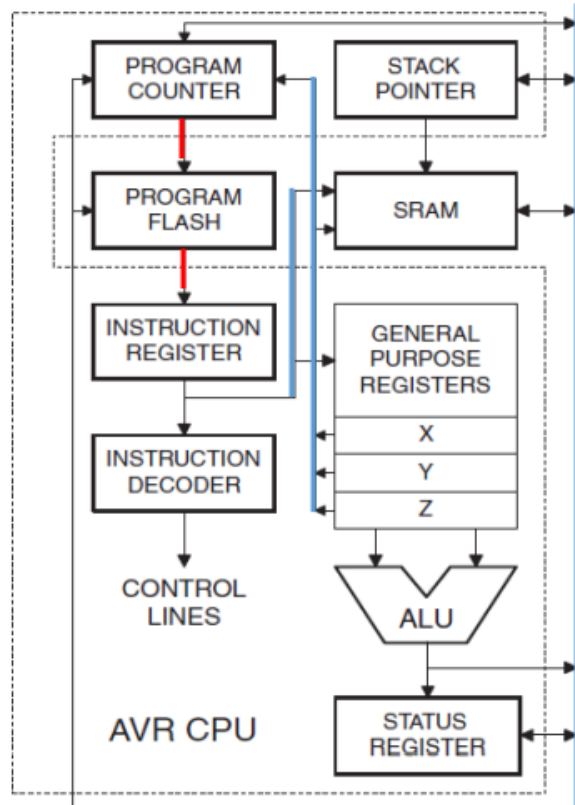 PROGRAM
COUNTER
STACK
POINTER
PROGRAM
FLASH
SRAM
INSTRUCTION
REGISTER
GENERAL
PURPOSE
REGISTERS
X
INSTRUCTION
DECODER
Y
Z
CONTROL
LINES
ALU
AVR CPU
STATUS
REGISTER